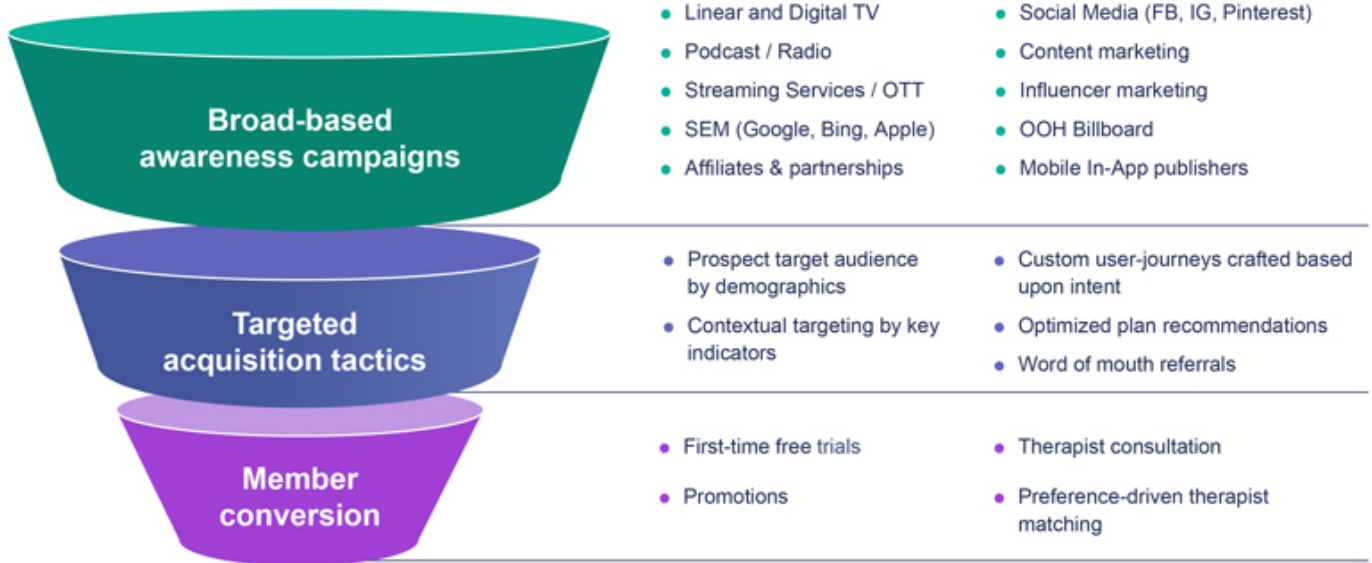 Broad-based
awareness campaigns
• Linear and Digital TV
• Podcast / Radio
• Streaming Services / OTT
• SEM (Google, Bing, Apple)
• Affiliates & partnerships
• Social Media (FB, IG, Pinterest)
• Content marketing
• Influencer marketing
• OOH Billboard
• Mobile In-App publishers
Targeted
acquisition tactics
• Prospect target audience
by demographics
• Contextual targeting by key
indicators
• Custom user-journeys crafted based
upon intent
• Optimized plan recommendations
• Word of mouth referrals
Member
conversion
• First-time free trials
• Promotions
• Therapist consultation
• Preference-driven therapist
matching